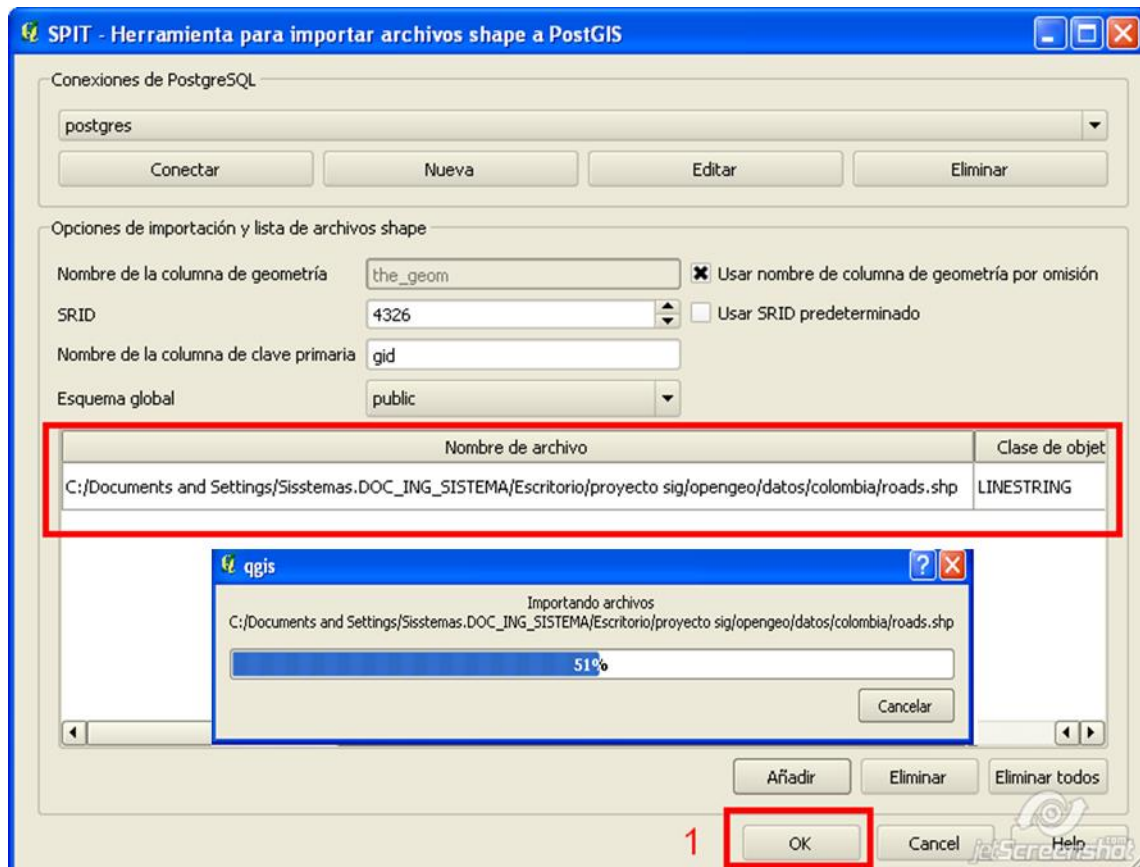 SPIT - Herramienta para importar archivos shape a PostGIS
Conexiones de PostgreSQL
postgres
Conectar Nueva Editar Eliminar
Opciones de importación y lista de archivos shape
Nombre de la columna de geometría the_geom Usar nombre de columna de geometría por omisión
SRID 4326 Usar SRID predeterminado
Nombre de la columna de clave primaria gid
Esquema global public
Nombre de archivo Clase de objet
C:/Documents and Settings/Sisstemas.DOC_ING_SISTEMA/Escritorio/proyecto sig/opengeo/datos/colombia/roads.shp LINESTRING
qgis
Importando archivos
C:/Documents and Settings/Sisstemas.DOC_ING_SISTEMA/Escritorio/proyecto sig/opengeo/datos/colombia/roads.shp
51%
Cancelar
Añadir Eliminar Eliminar todos
1 OK Cancel Help
jetScreenshot